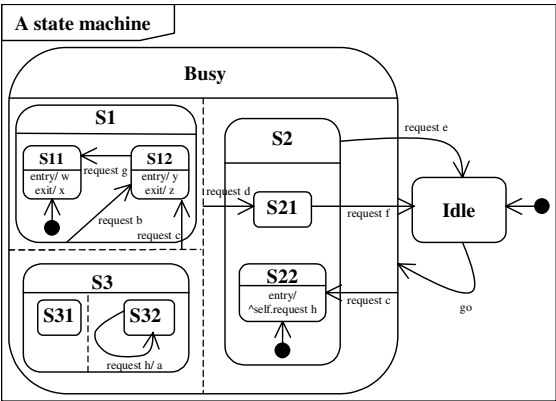 A state machine
Busy
S1
S11
entry/ w
exit/ x
S12
entry/ y
exit/ z
request g
request b
request c
S3
S31
S32
request h/ a
request d
S2
S21
S22
entry/
^self.request h
request e
request f
request c
Idle
go